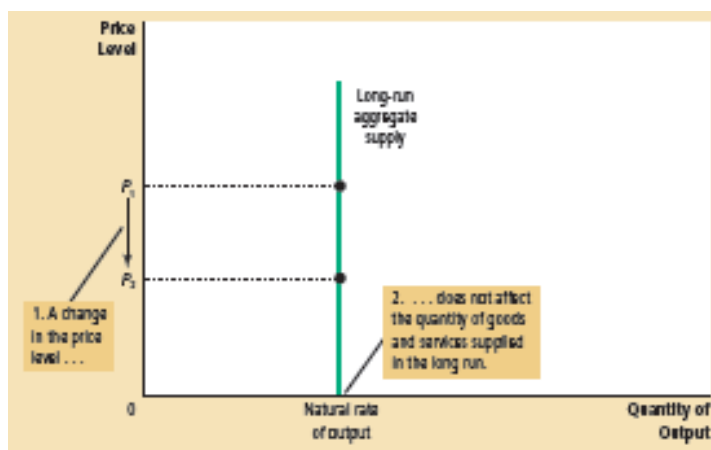 Price
Level
Long-run
aggregate
supply
P₁
P₂
1. A change
in the price
level . . .
2. . . . does not affect
the quantity of goods
and services supplied
in the long run.
0
Natural rate
of output
Quantity of
Output